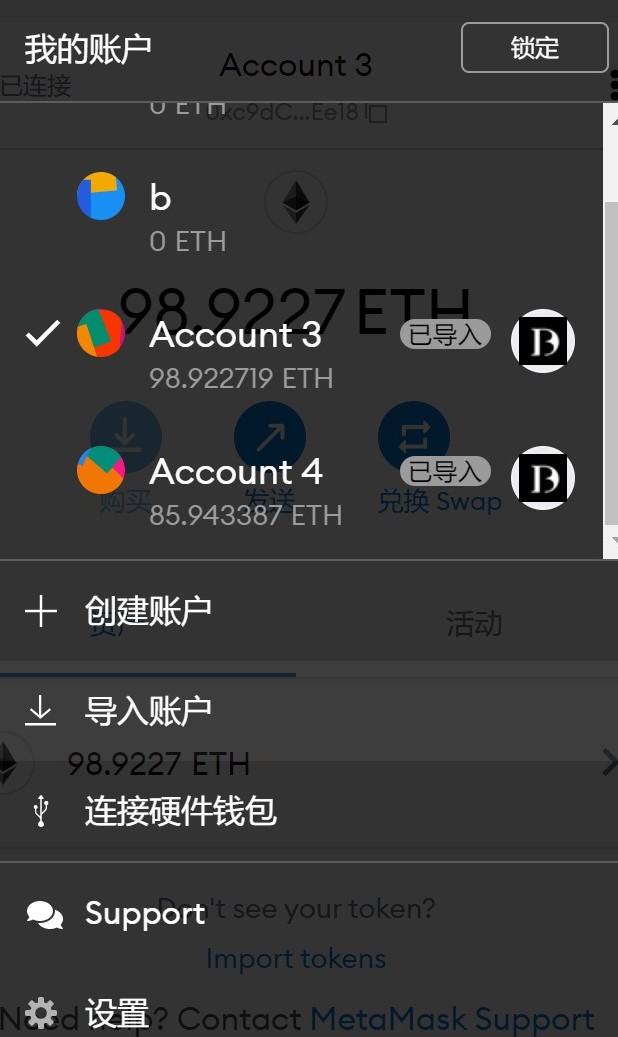 我的账户
锁定
Account 3
已连接
0 ETH
0xc9dC...Ee18
b
0 ETH
98.9227 ETH
Account 3
已导入
98.922719 ETH
Account 4
已导入
购买
发送
兑换 Swap
85.943387 ETH
创建账户
资产
活动
导入账户
98.9227 ETH
连接硬件钱包
Support
Don't see your token?
Import tokens
设置
Need help? Contact MetaMask Support